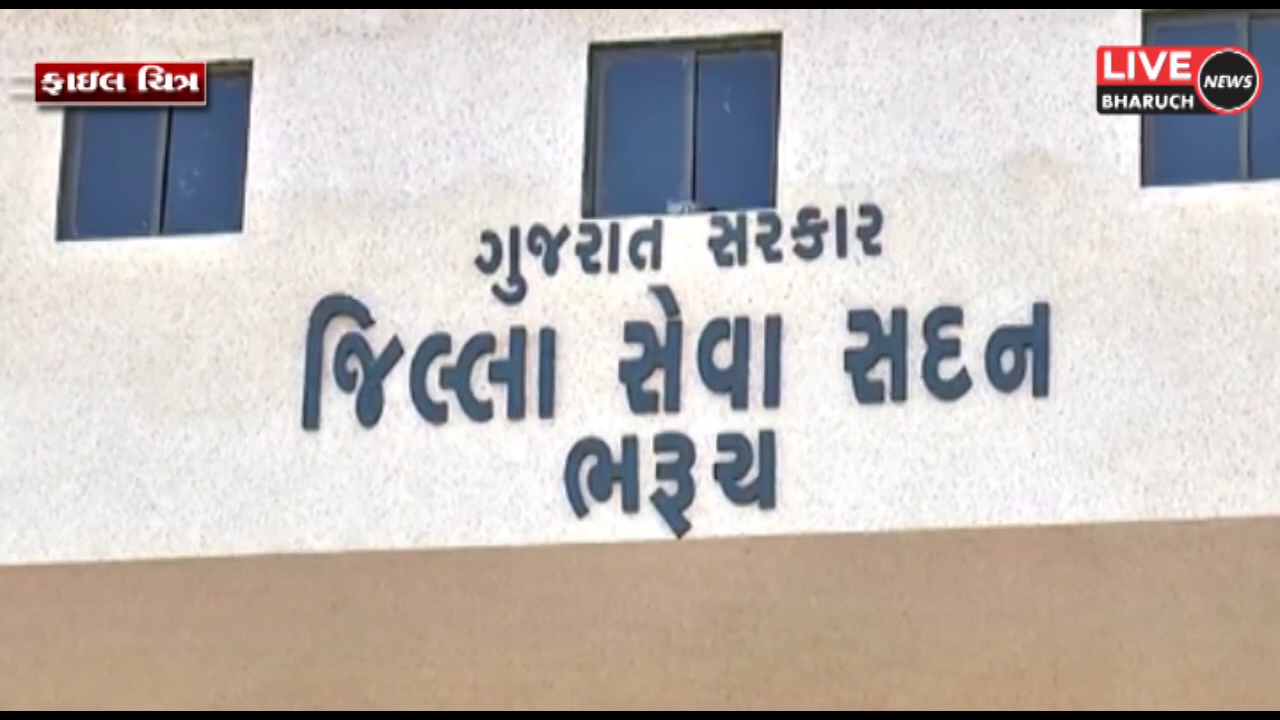 ફાઇલ ચિત્ર
LIVE NEWS
BHARUCH
ગુજરાત સરકાર
જિલ્લા સેવા સદન
ભરૂચ